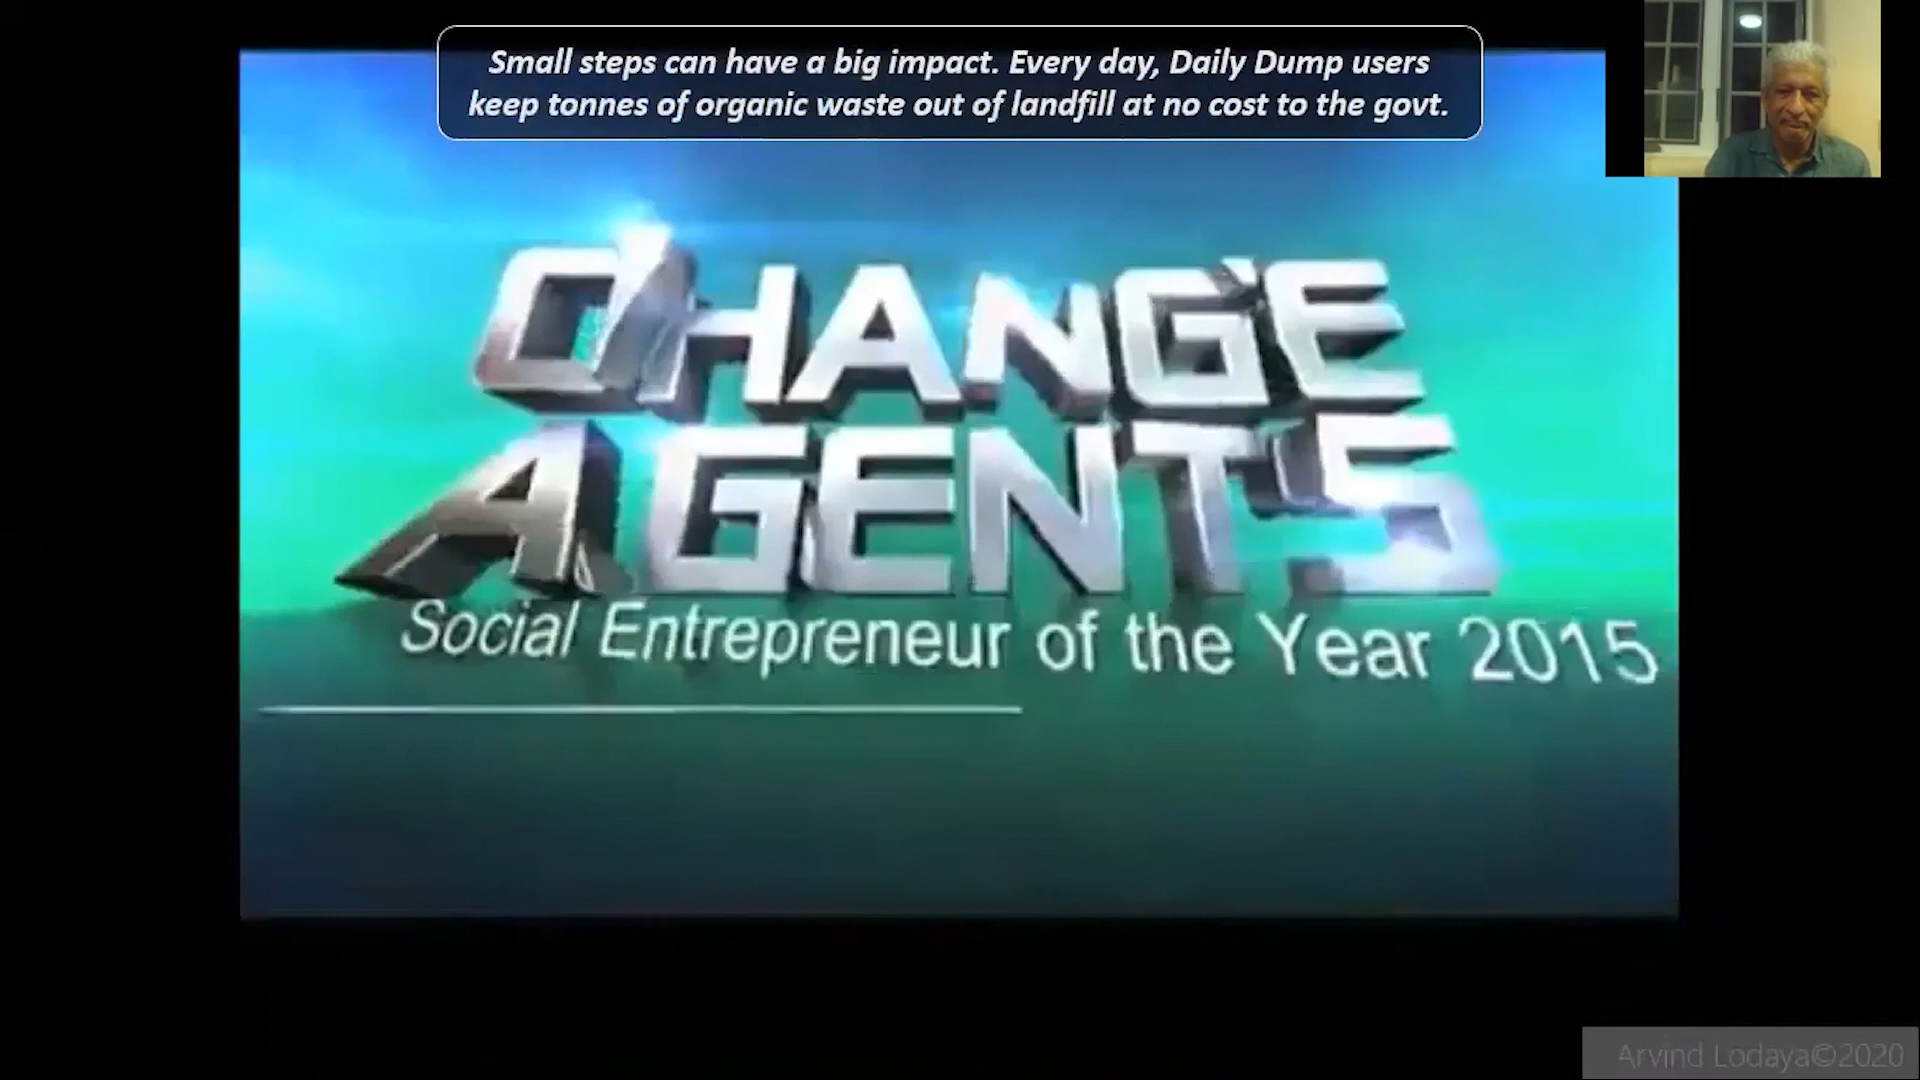 Small steps can have a big impact. Every day, Daily Dump users
keep tonnes of organic waste out of landfill at no cost to the govt.
CHANGE
AGENTS
Social Entrepreneur of the Year 2015
Arvind Lodaya©2020